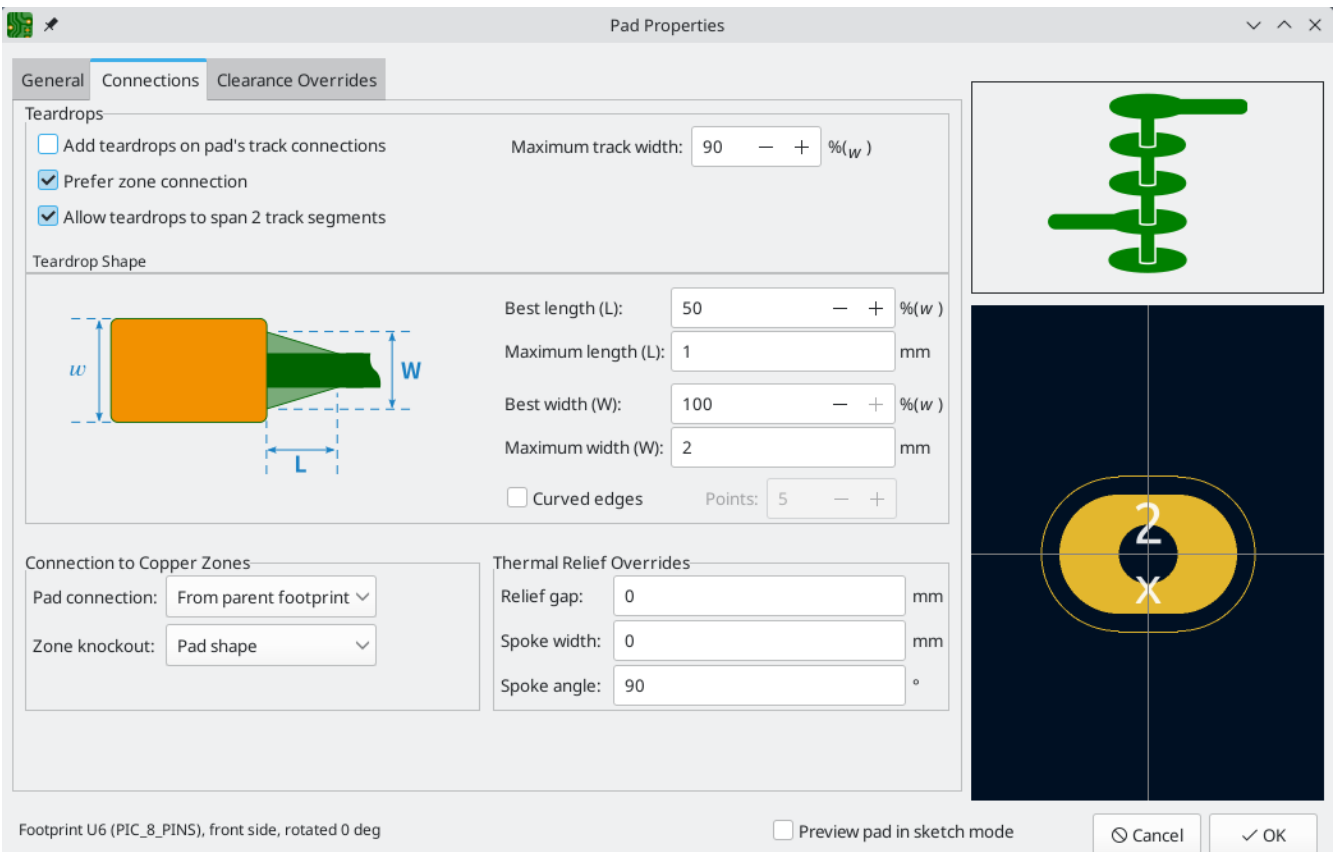 Pad Properties
General Connections Clearance Overrides
Teardrops
Add teardrops on pad's track connections
Maximum track width: 90 %(w )
Prefer zone connection
Allow teardrops to span 2 track segments
Teardrop Shape
w
W
L
Best length (L): 50 %(w )
Maximum length (L): 1 mm
Best width (W): 100 %(w )
Maximum width (W): 2 mm
Curved edges Points: 5
Connection to Copper Zones
Pad connection: From parent footprint
Zone knockout: Pad shape
Thermal Relief Overrides
Relief gap: 0 mm
Spoke width: 0 mm
Spoke angle: 90 °
2
x
Footprint U6 (PIC_8_PINS), front side, rotated 0 deg
Preview pad in sketch mode
Cancel OK